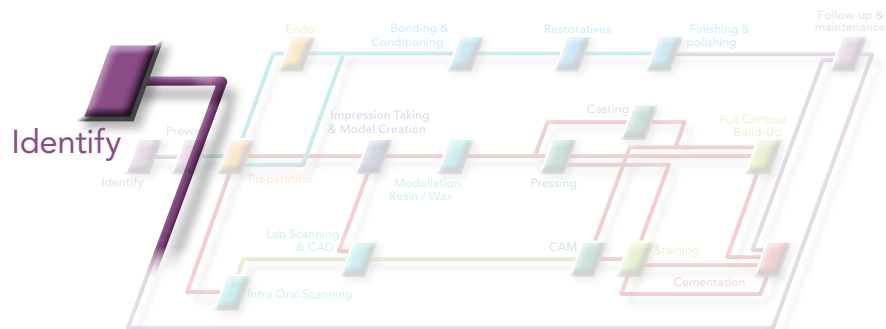 Follow-up &
maintenance
Endo
Bonding &
Conditioning
Restoratives
Finishing &
polishing
Casting
Impression Taking
& Model Creation
Full Contour
Build-Up
Identify
Identify
Preparation
Modellation
Resin / Wax
Pressing
Lab Scanning
& CAD
CAM
Staining
Cementation
Intra Oral Scanning